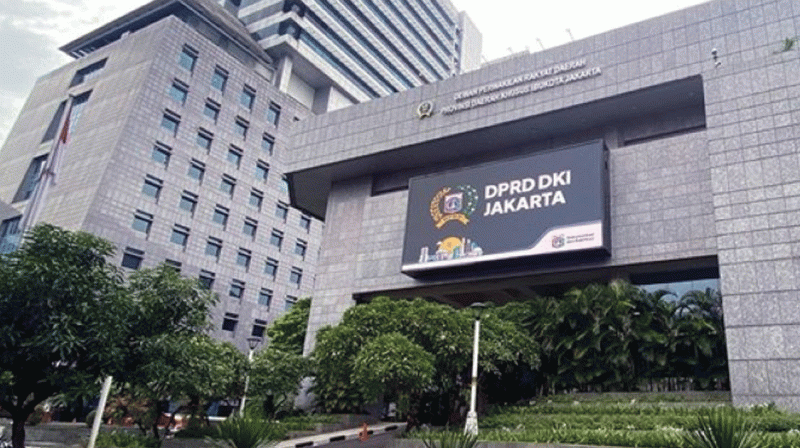 DEWAN PERWAKILAN RAKYAT DAERAH
PROVINSI DAERAH KHUSUS IBUKOTA JAKARTA
DPRD DKI
JAKARTA